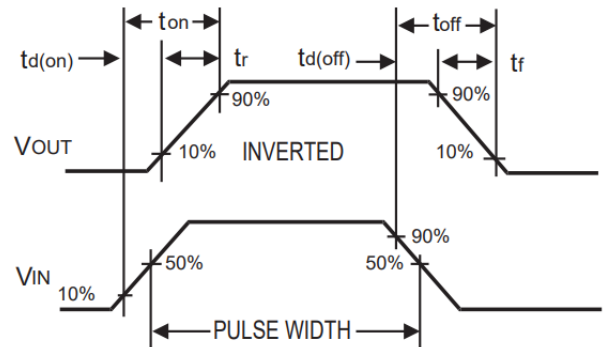 ton toff
td(on) tr td(off) tf
90% 90%
VOUT 10% INVERTED 10%
90%
VIN 10% 50% 50%
PULSE WIDTH